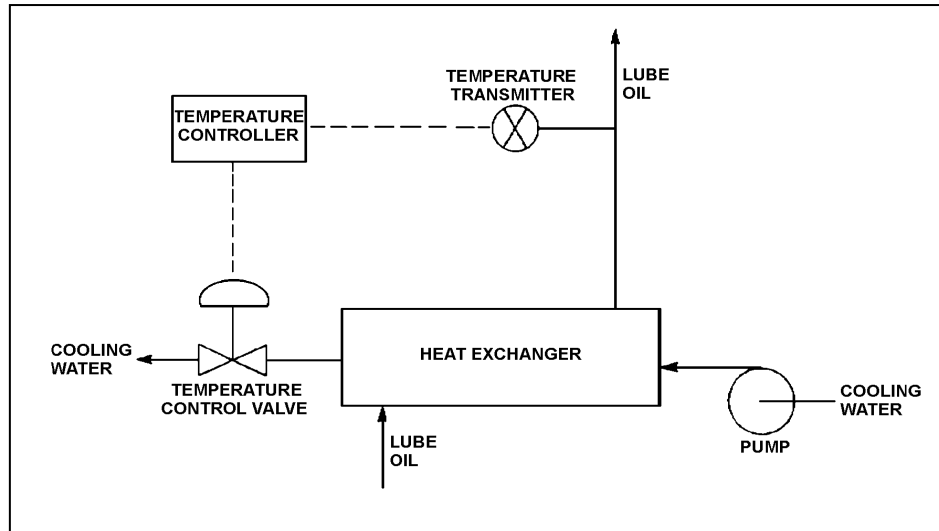 TEMPERATURE
TRANSMITTER
LUBE
OIL
TEMPERATURE
CONTROLLER
COOLING
WATER
TEMPERATURE
CONTROL VALVE
HEAT EXCHANGER
COOLING
WATER
PUMP
LUBE
OIL